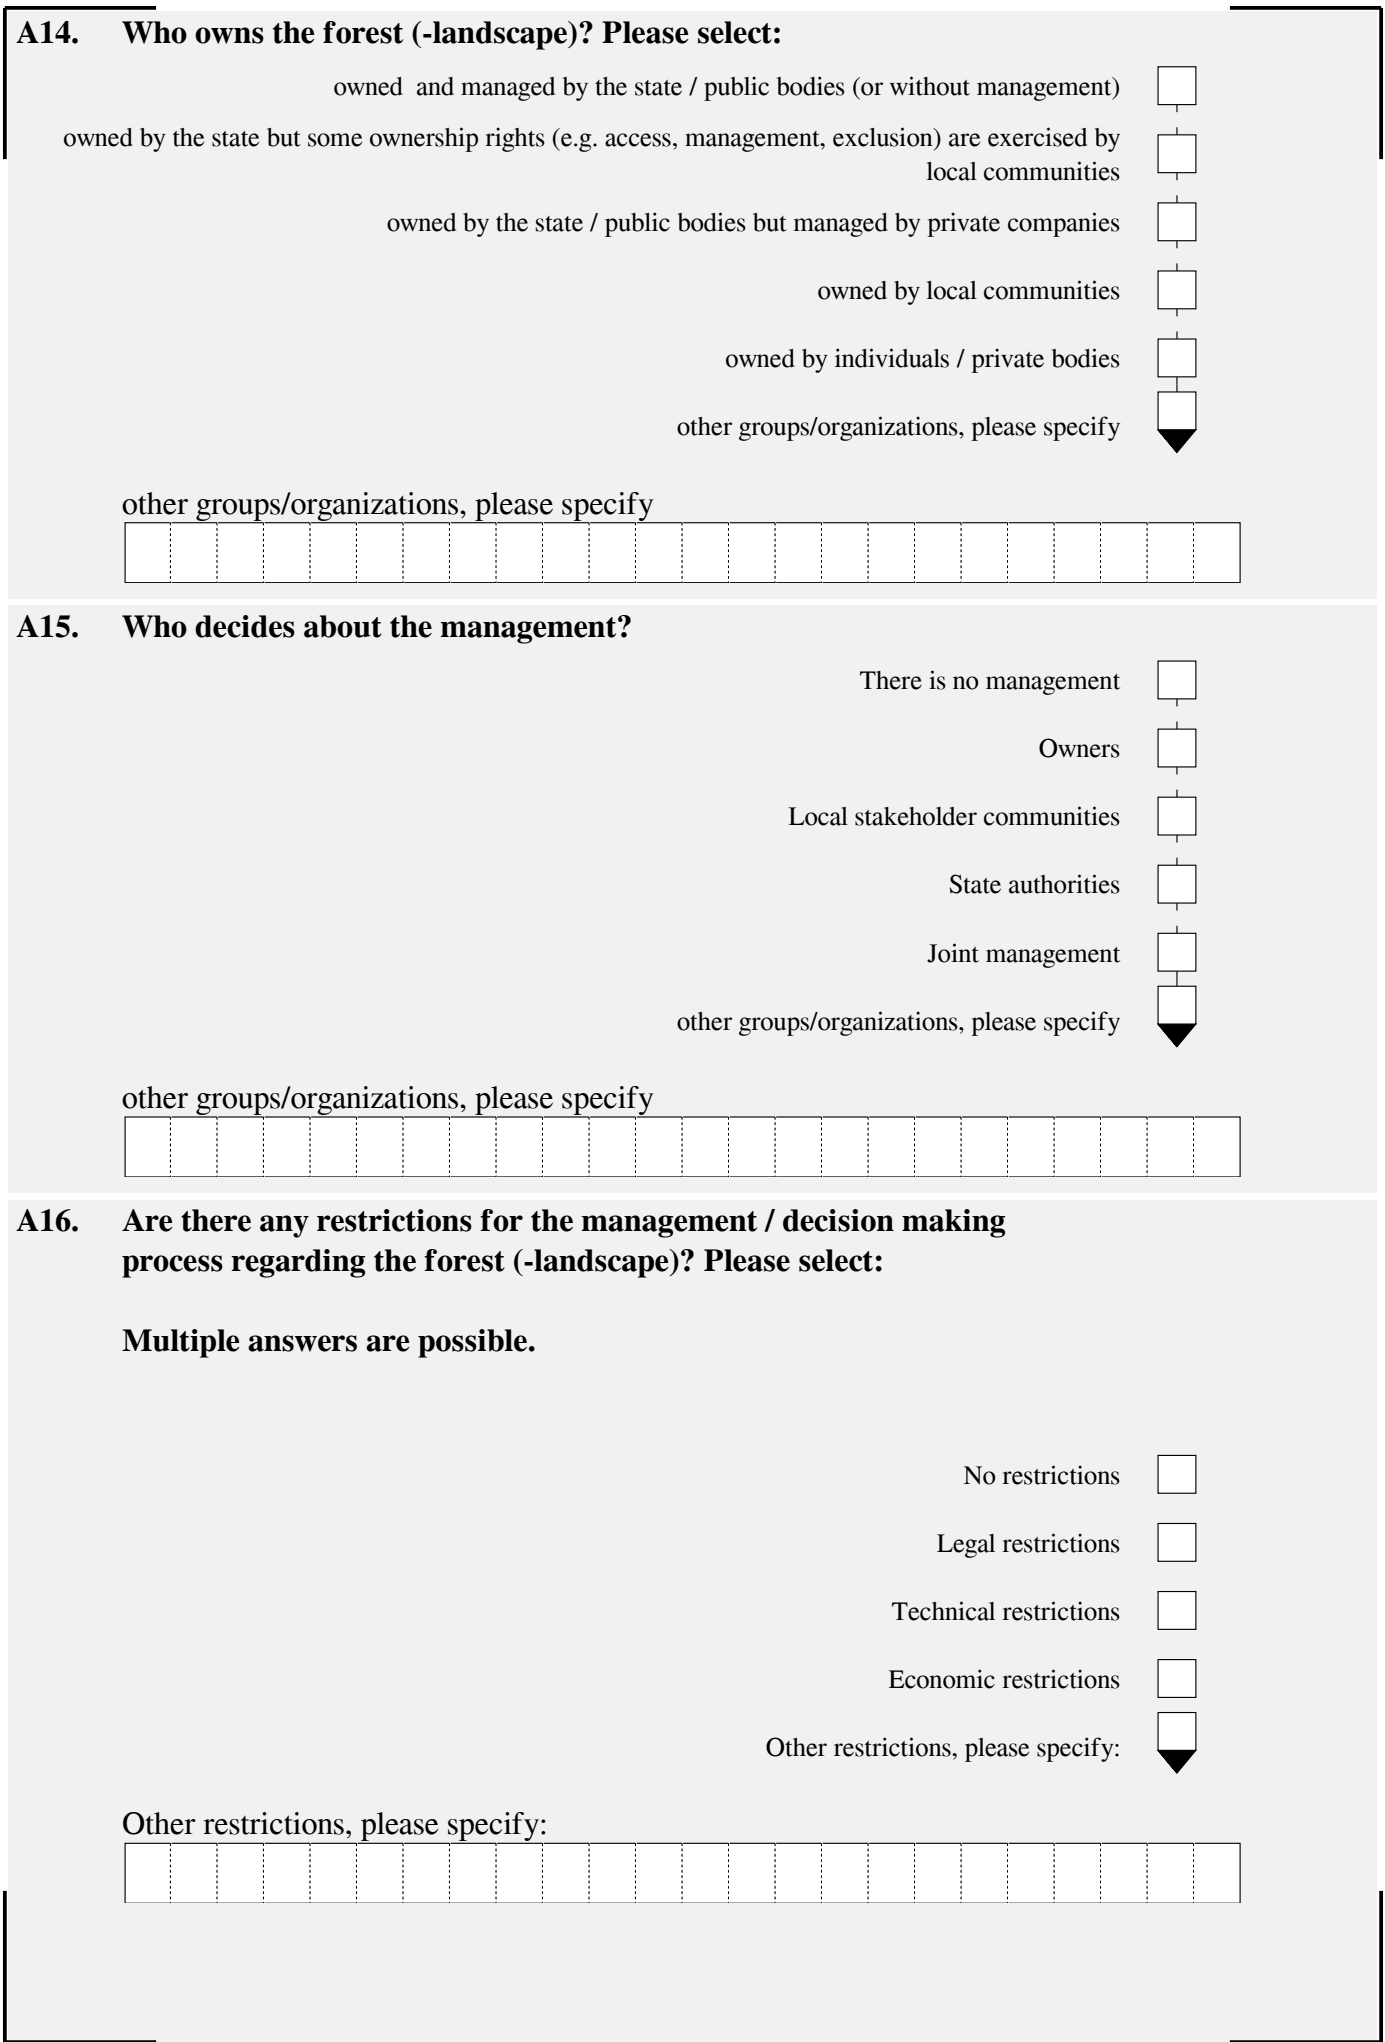 A14. Who owns the forest (-landscape)? Please select:
owned  and managed by the state / public bodies (or without management)
owned by the state but some ownership rights (e.g. access, management, exclusion) are exercised by
local communities
owned by the state / public bodies but managed by private companies
owned by local communities
owned by individuals / private bodies
other groups/organizations, please specify
other groups/organizations, please specify
A15. Who decides about the management?
There is no management
Owners
Local stakeholder communities
State authorities
Joint management
other groups/organizations, please specify
other groups/organizations, please specify
A16. Are there any restrictions for the management / decision making
process regarding the forest (-landscape)? Please select:
Multiple answers are possible.
No restrictions
Legal restrictions
Technical restrictions
Economic restrictions
Other restrictions, please specify:
Other restrictions, please specify: